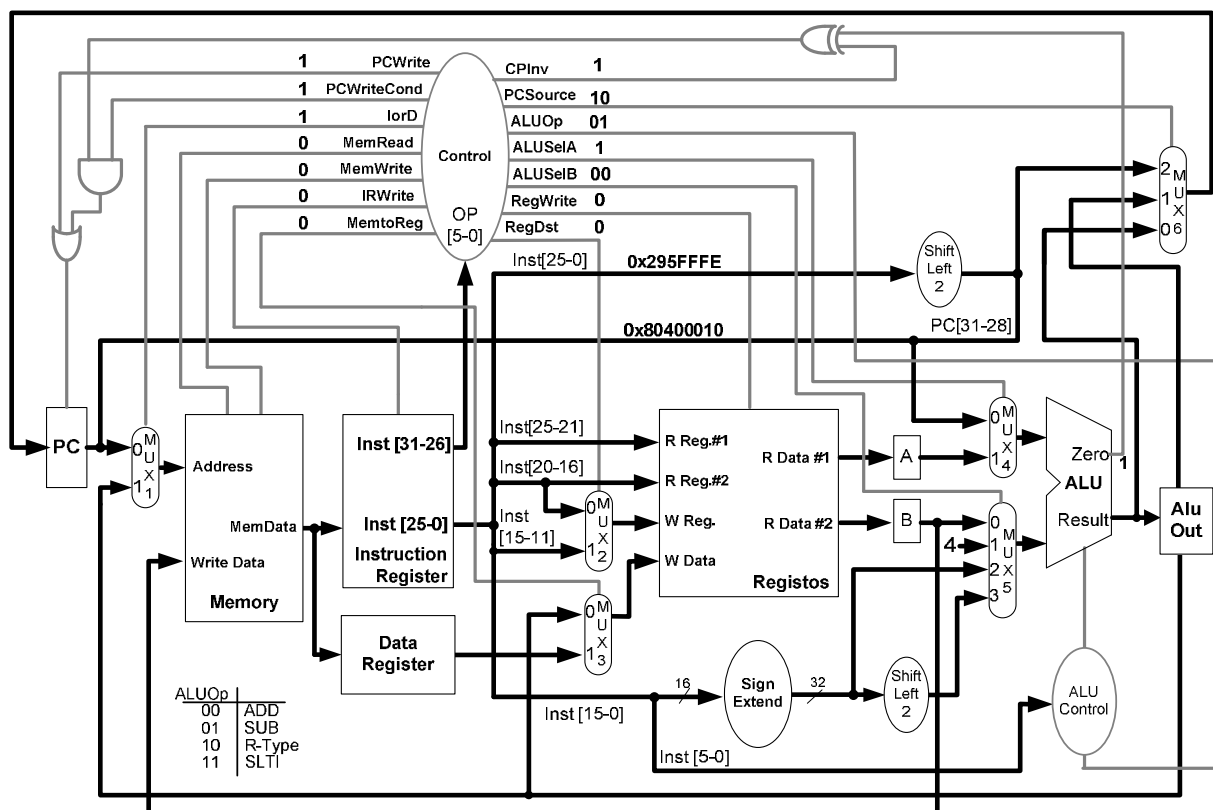 1 PCWrite
1 PCWriteCond
1 IorD
0 MemRead
0 MemWrite
0 IRWrite
0 MemtoReg
Control
OP
[5-0]
CPInv 1
PCSource 10
ALUOp 01
ALUSelA 1
ALUSelB 00
RegWrite 0
RegDst 0
Inst[25-0]
0x295FFFE
Shift
Left
2
2
1
0
M
U
X
6
PC[31-28]
0x80400010
PC
0
1
M
U
X
1
Address
MemData
Write Data
Memory
Inst [31-26]
Inst [25-0]
Instruction
Register
Data
Register
Inst[25-21]
Inst[20-16]
Inst
[15-11]
0
1
M
U
X
2
0
1
M
U
X
3
R Reg.#1
R Reg.#2
W Reg.
W Data
R Data #1
R Data #2
Registos
A
B
0
1
M
U
X
4
4
0
1
2
3
M
U
X
5
Zero
1
ALU
Result
Alu
Out
Inst [15-0]
16
Sign
Extend
32
Shift
Left
2
ALU
Control
Inst [5-0]
ALUOp
00 ADD
01 SUB
10 R-Type
11 SLTI